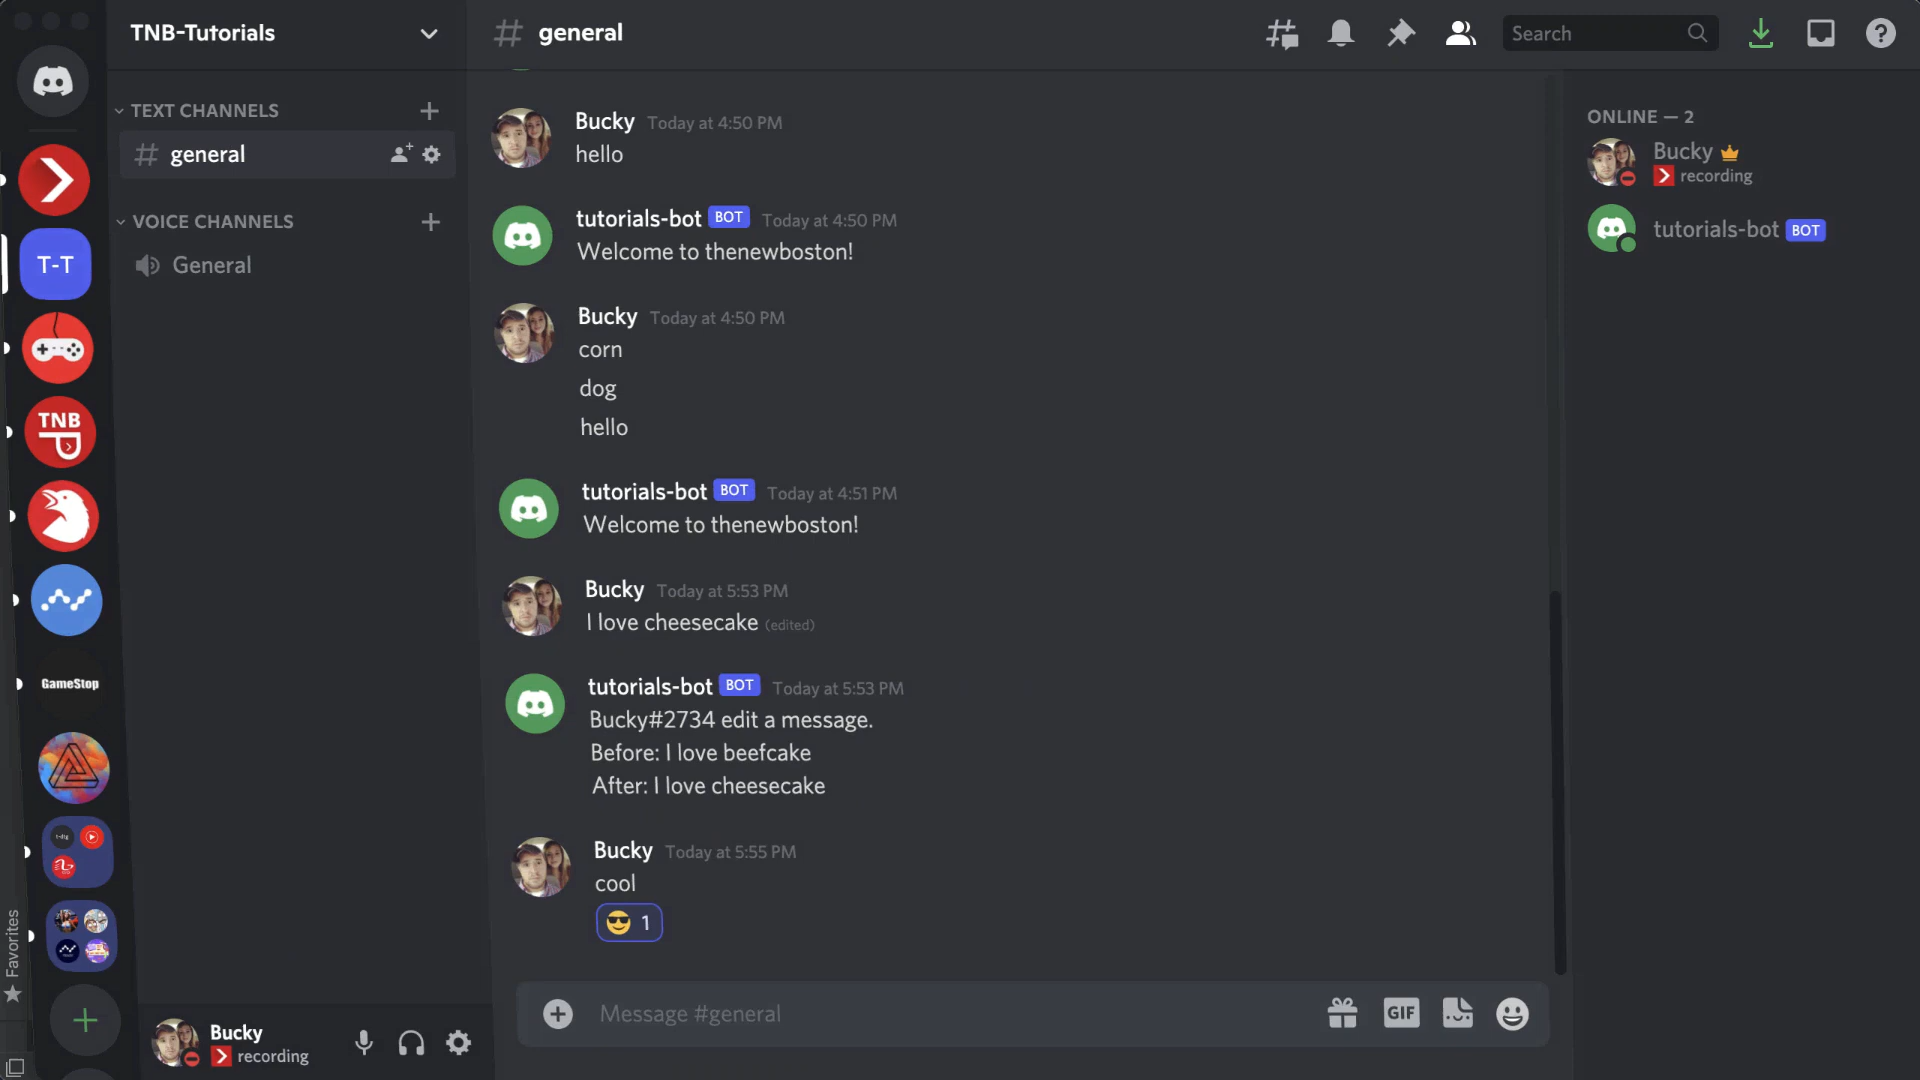 TNB-Tutorials
TEXT CHANNELS
general
VOICE CHANNELS
General
T-T
TNB
GameStop
Favorites
Bucky
recording
# general
Search
Bucky Today at 4:50 PM
hello
tutorials-bot BOT Today at 4:50 PM
Welcome to thenewboston!
Bucky Today at 4:50 PM
corn
dog
hello
tutorials-bot BOT Today at 4:51 PM
Welcome to thenewboston!
Bucky Today at 5:53 PM
I love cheesecake (edited)
tutorials-bot BOT Today at 5:53 PM
Bucky#2734 edit a message.
Before: I love beefcake
After: I love cheesecake
Bucky Today at 5:55 PM
cool
😎 1
Message #general
GIF
ONLINE — 2
Bucky
recording
tutorials-bot BOT